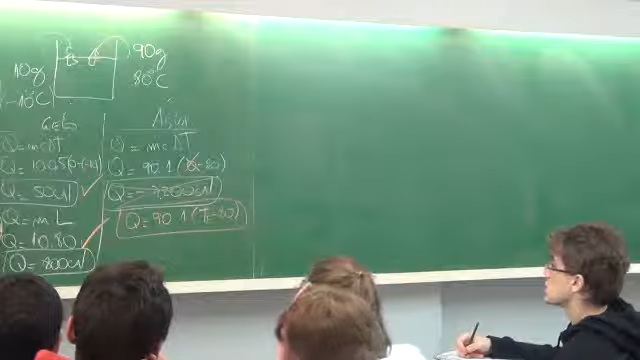 90g
10g
80°C
(-10°C)
Gelo
Q = mcΔT
Q = 10.0,5(0-(-10))
Q = 50cal
Q = mL
Q = 10.80
Q = 800cal
Água
Q = mcΔT
Q = 90.1(0-80)
Q = -7200cal
Q = 90.1(Tf-80)